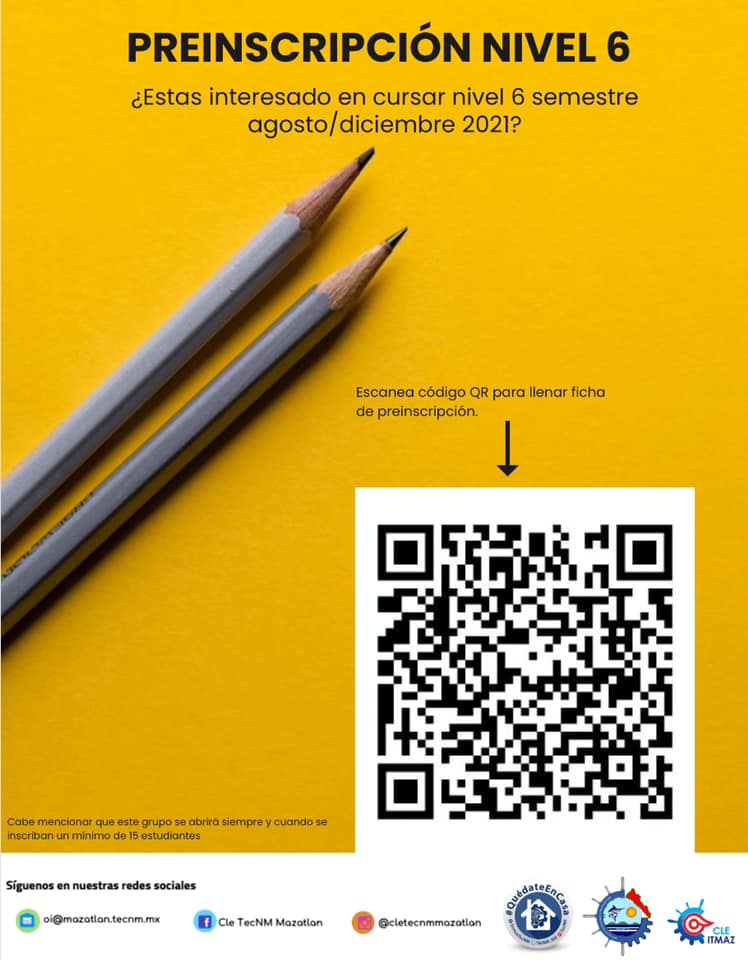 PREINSCRIPCIÓN NIVEL 6
¿Estas interesado en cursar nivel 6 semestre
agosto/diciembre 2021?
Escanea código QR para llenar ficha
de preinscripción.
Cabe mencionar que este grupo se abrirá siempre y cuando se
inscriban un mínimo de 15 estudiantes
Síguenos en nuestras redes sociales
oi@mazatlan.tecnm.mx
Cle TecNM Mazatlan
@cletecnmmazatlan
#QuédateEnCasa
CLE
ITMAZ